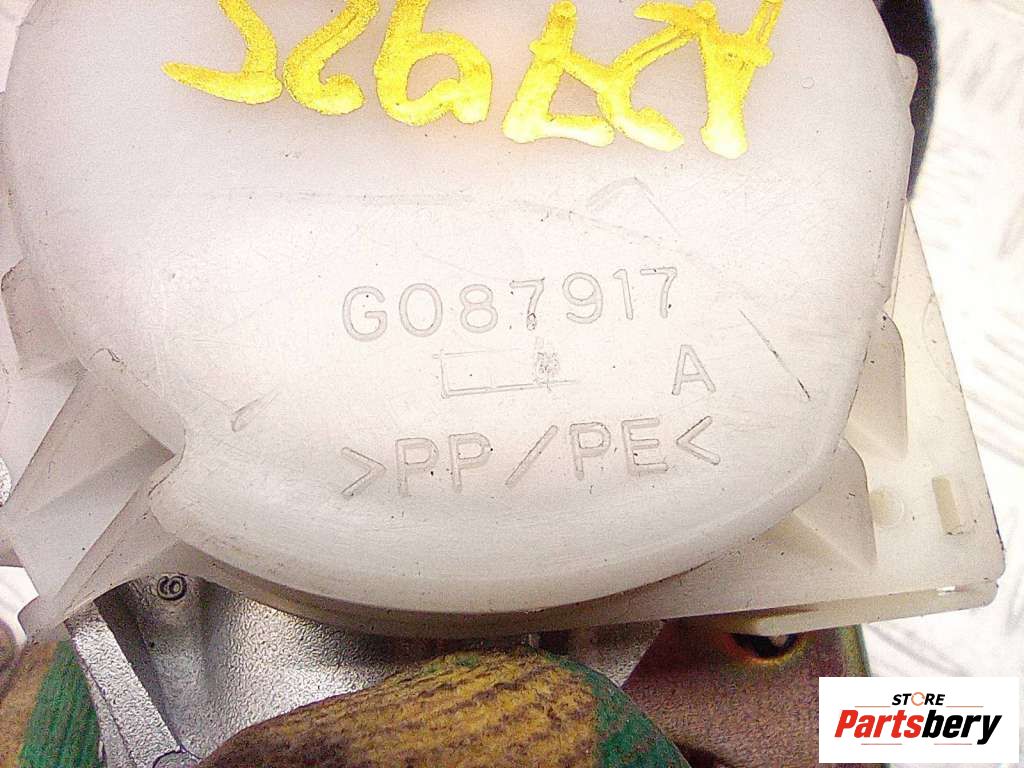 G087917
A
>PP/PE<
STORE
Partsbery